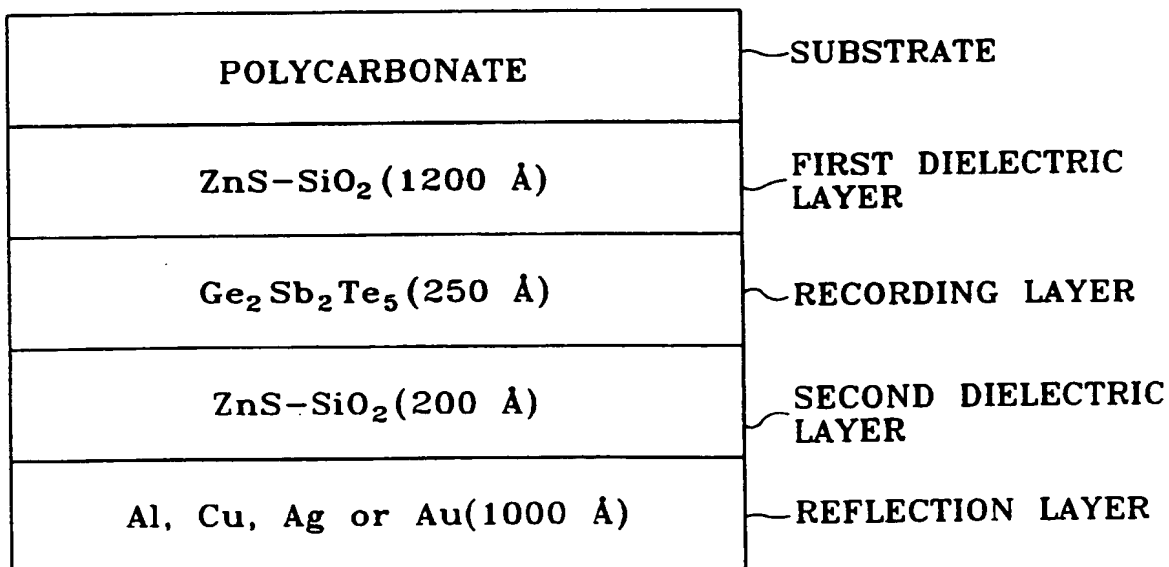 POLYCARBONATE
SUBSTRATE
ZnS-SiO₂(1200 Å)
FIRST DIELECTRIC
LAYER
Ge₂Sb₂Te₅(250 Å)
RECORDING LAYER
ZnS-SiO₂(200 Å)
SECOND DIELECTRIC
LAYER
Al, Cu, Ag or Au(1000 Å)
REFLECTION LAYER